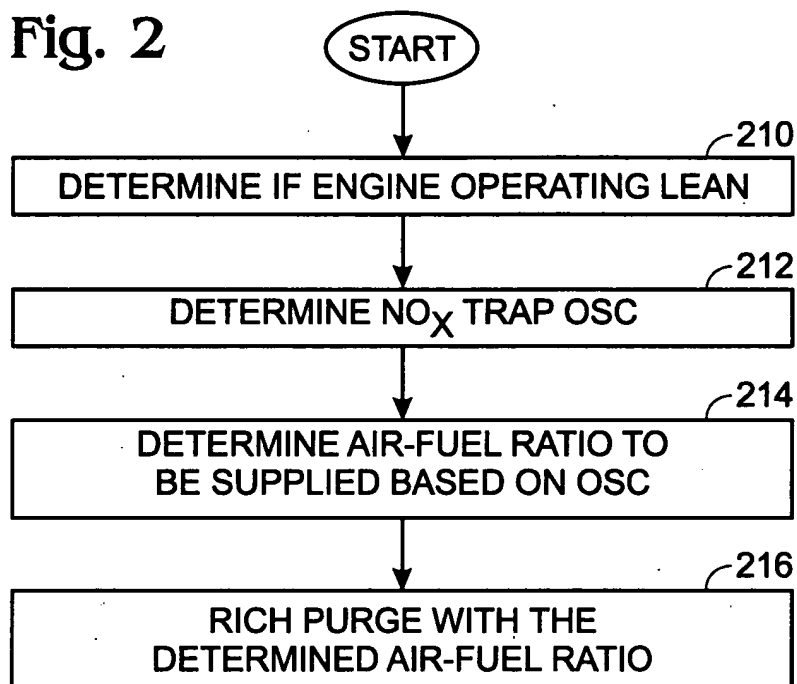 Fig. 2
START
210
DETERMINE IF ENGINE OPERATING LEAN
212
DETERMINE NOX TRAP OSC
214
DETERMINE AIR-FUEL RATIO TO
BE SUPPLIED BASED ON OSC
216
RICH PURGE WITH THE
DETERMINED AIR-FUEL RATIO